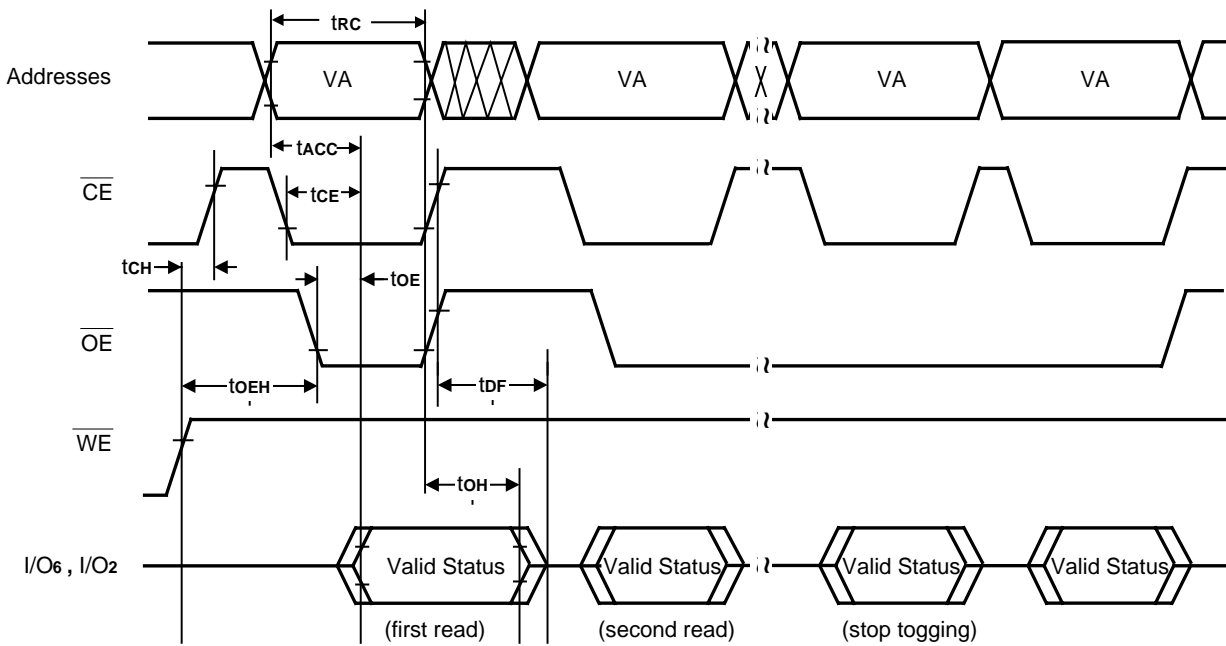 tRC
Addresses VA VA VA VA
tACC
CE
tCE
tCH
tOE
OE
tOEH
tDF
WE
tOH
I/O6 , I/O2 Valid Status Valid Status Valid Status Valid Status
(first read) (second read) (stop togging)